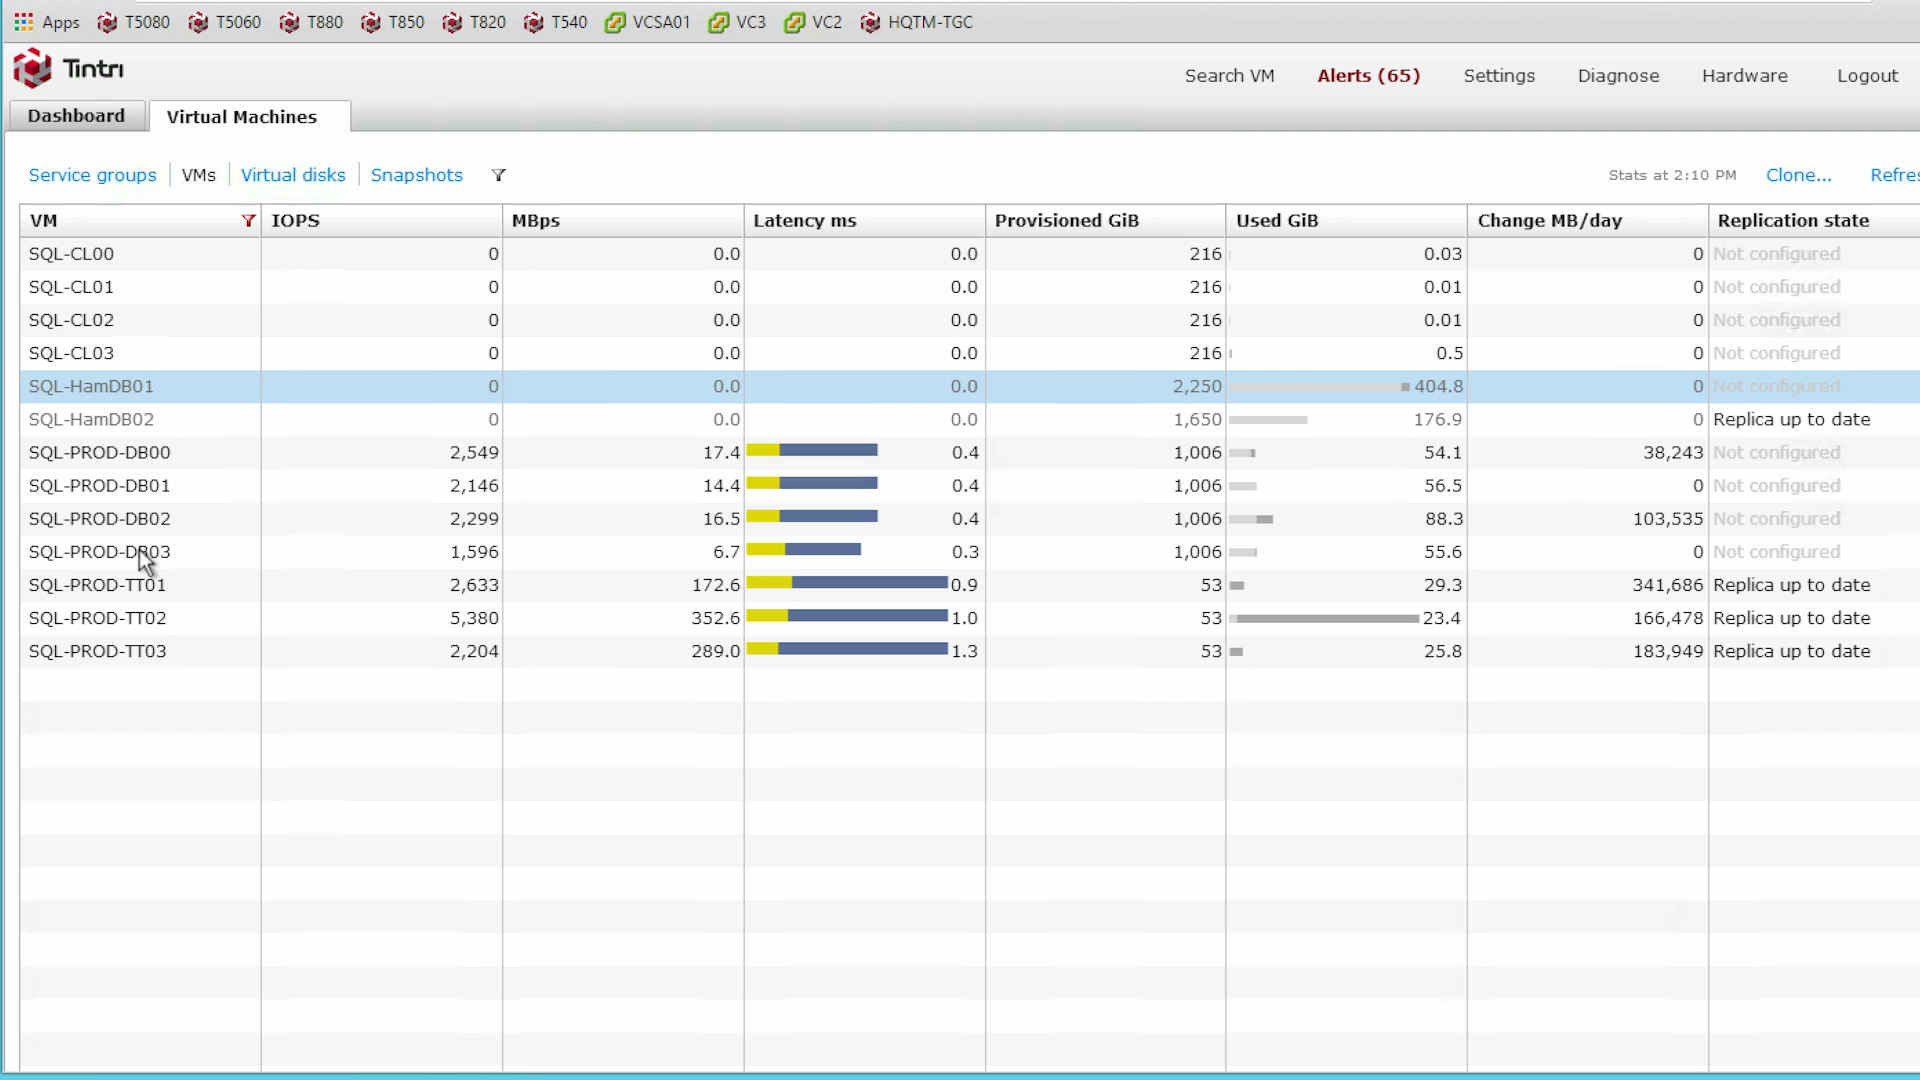 Apps T5080 T5060 T880 T850 T820 T540 VCSA01 VC3 VC2 HQTM-TGC
Tintri
Search VM Alerts (65) Settings Diagnose Hardware Logout
Dashboard Virtual Machines
Service groups VMs Virtual disks Snapshots Stats at 2:10 PM Clone... Refres
VM IOPS MBps Latency ms Provisioned GiB Used GiB Change MB/day Replication state
SQL-CL00 0 0.0 0.0 216 0.03 0 Not configured
SQL-CL01 0 0.0 0.0 216 0.01 0 Not configured
SQL-CL02 0 0.0 0.0 216 0.01 0 Not configured
SQL-CL03 0 0.0 0.0 216 0.5 0 Not configured
SQL-HamDB01 0 0.0 0.0 2,250 404.8 0 Not configured
SQL-HamDB02 0 0.0 0.0 1,650 176.9 0 Replica up to date
SQL-PROD-DB00 2,549 17.4 0.4 1,006 54.1 38,243 Not configured
SQL-PROD-DB01 2,146 14.4 0.4 1,006 56.5 0 Not configured
SQL-PROD-DB02 2,299 16.5 0.4 1,006 88.3 103,535 Not configured
SQL-PROD-DB03 1,596 6.7 0.3 1,006 55.6 0 Not configured
SQL-PROD-TT01 2,633 172.6 0.9 53 29.3 341,686 Replica up to date
SQL-PROD-TT02 5,380 352.6 1.0 53 23.4 166,478 Replica up to date
SQL-PROD-TT03 2,204 289.0 1.3 53 25.8 183,949 Replica up to date